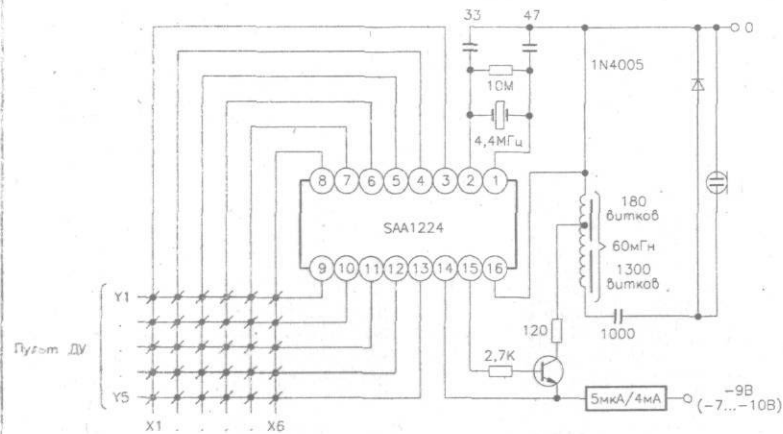 33 47
0
1N4005
10М
4,4МГц
8 7 6 5 4 3 2 1
180
витков
SAA1224
60мГн
1300
витков
9 10 11 12 13 14 15 16
Y1
120
1000
Пульт ДУ
2,7К
Y5
5мкА/4мА
-9В
(-7...-10В)
X1 X6